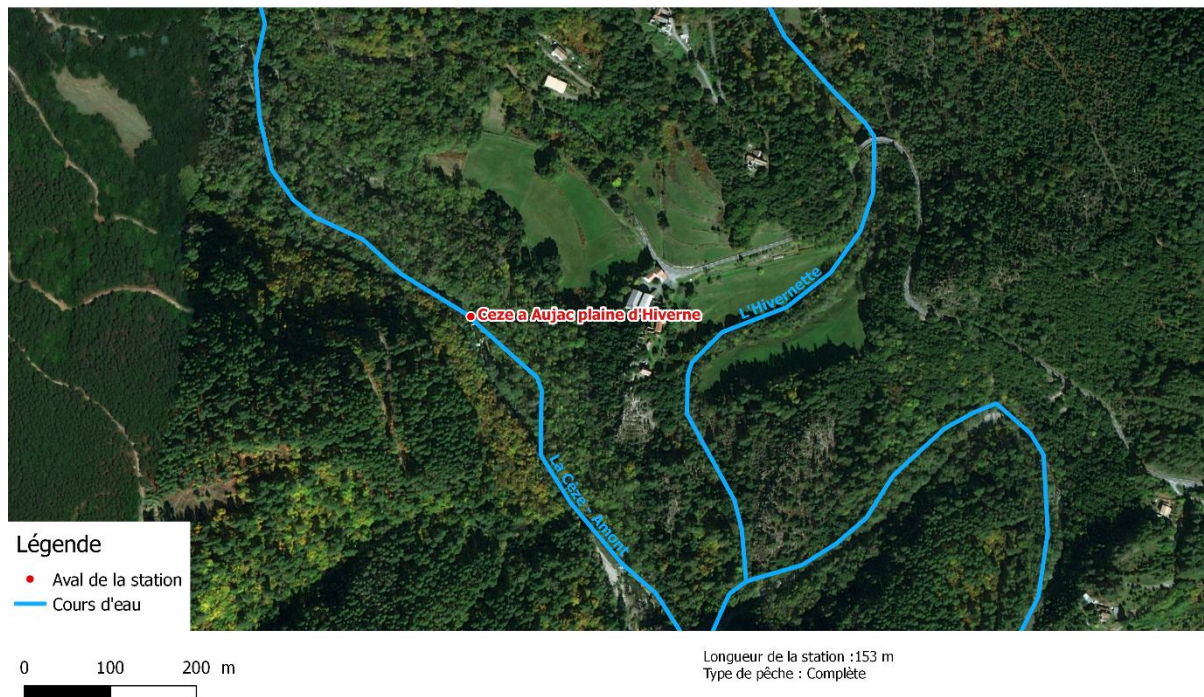 Ceze a Aujac plaine d'Hiverne
L'Hivernette
La Cèze - Amont
Légende
Aval de la station
Cours d'eau
0 100 200 m
Longueur de la station :153 m
Type de pêche : Complète